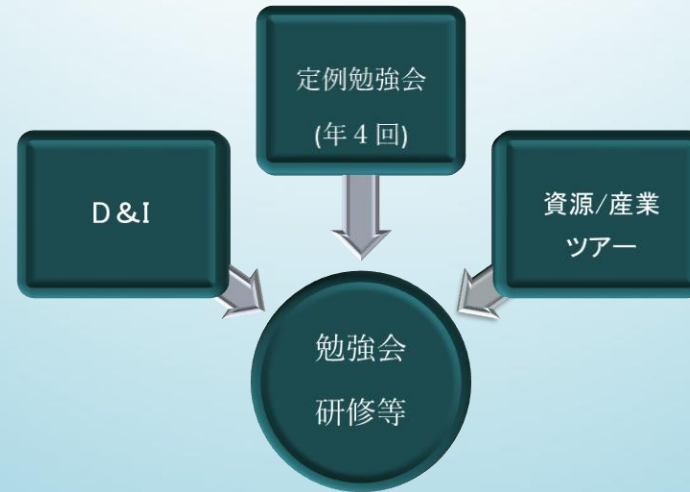 定例勉強会
(年４回)
Ｄ&I
資源/産業
ツアー
勉強会
研修等